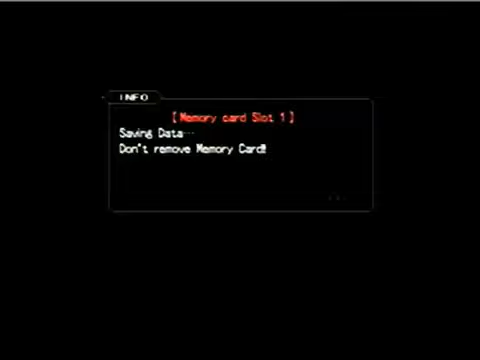 INFO
[Memory card Slot 1]
Saving Data…
Don't remove Memory Card!!